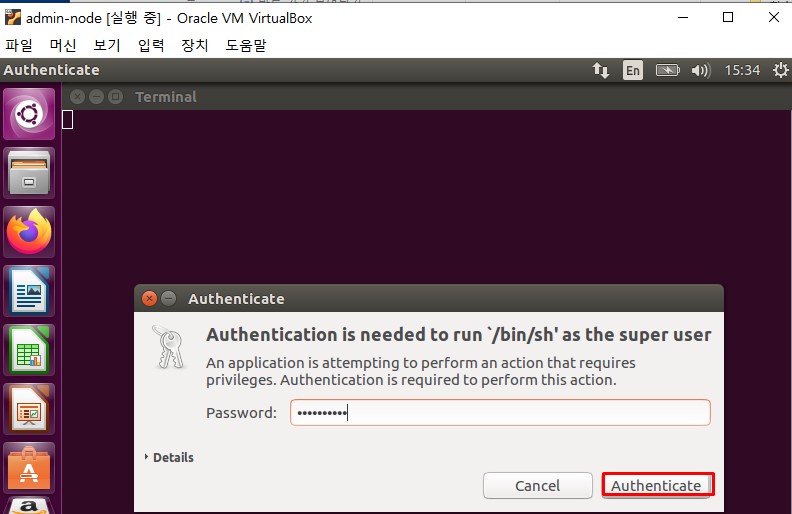 admin-node [실행 중] - Oracle VM VirtualBox
파일 머신 보기 입력 장치 도움말
Authenticate En 15:34
Terminal
Authenticate
Authentication is needed to run `/bin/sh' as the super user
An application is attempting to perform an action that requires
privileges. Authentication is required to perform this action.
Password: ••••••••••
Details
Cancel Authenticate